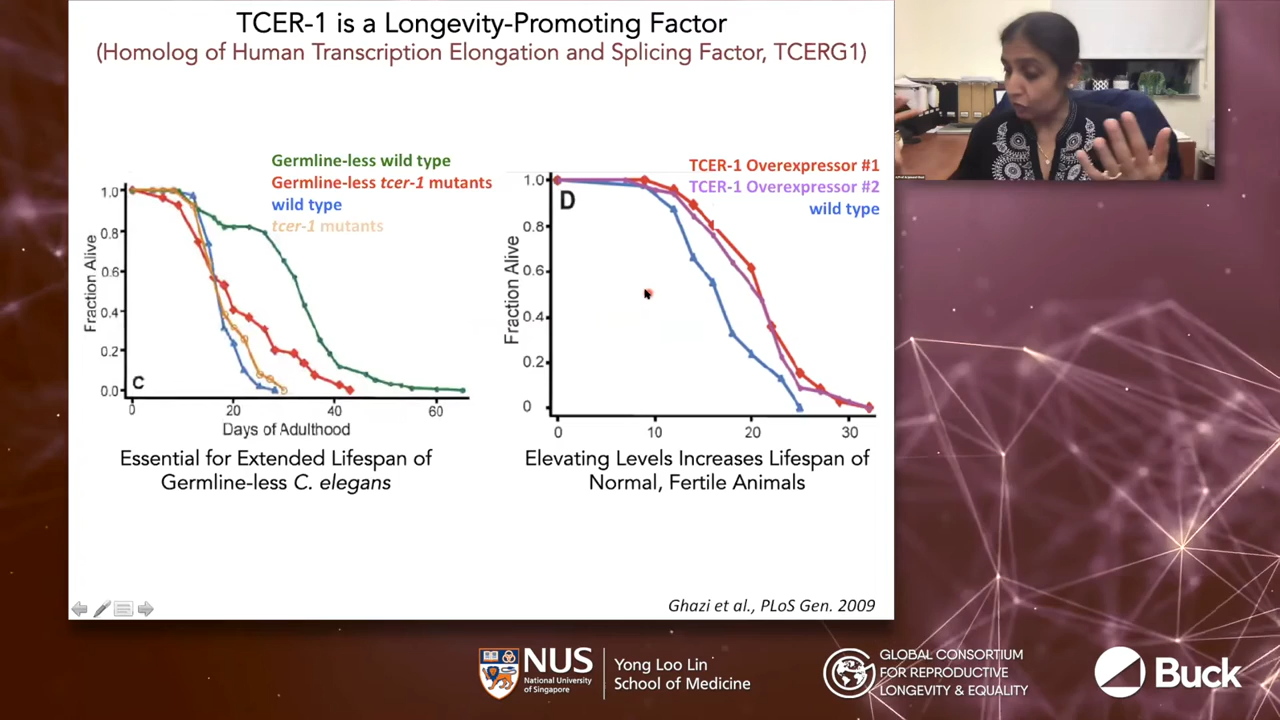 TCER-1 is a Longevity-Promoting Factor
(Homolog of Human Transcription Elongation and Splicing Factor, TCERG1)
Germline-less wild type
Germline-less tcer-1 mutants
wild type
tcer-1 mutants
Fraction Alive
1.0
0.8
0.6
0.4
0.2
0.0
C
0
20
40
60
Days of Adulthood
Essential for Extended Lifespan of
Germline-less C. elegans
TCER-1 Overexpressor #1
TCER-1 Overexpressor #2
wild type
Fraction Alive
1.0
0.8
0.6
0.4
0.2
0
D
0
10
20
30
Elevating Levels Increases Lifespan of
Normal, Fertile Animals
Ghazi et al., PLoS Gen. 2009
NUS
National University
of Singapore
Yong Loo Lin
School of Medicine
GLOBAL CONSORTIUM
FOR REPRODUCTIVE
LONGEVITY & EQUALITY
Buck